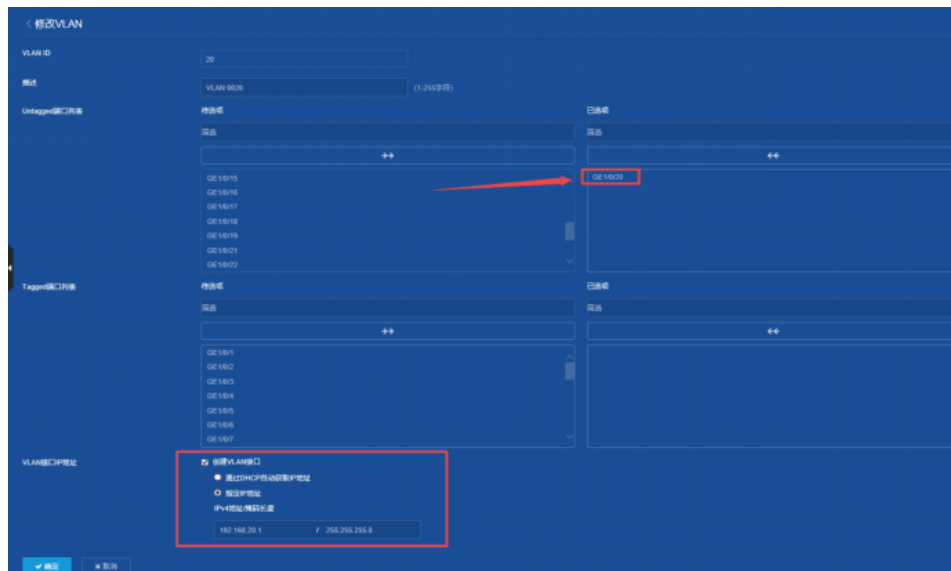 修改VLAN
VLAN ID
20
描述
VLAN 0020
(1-255字符)
Untagged端口列表
待选项
已选项
筛选
筛选
GE1/0/15
GE1/0/16
GE1/0/17
GE1/0/18
GE1/0/19
GE1/0/21
GE1/0/22
GE1/0/20
Tagged端口列表
待选项
已选项
筛选
筛选
GE1/0/1
GE1/0/2
GE1/0/3
GE1/0/4
GE1/0/5
GE1/0/6
GE1/0/7
VLAN接口IP地址
创建VLAN接口
通过DHCP自动获取IP地址
指定IP地址
IPv4地址/掩码长度
192.168.20.1 / 255.255.255.0
确定
取消